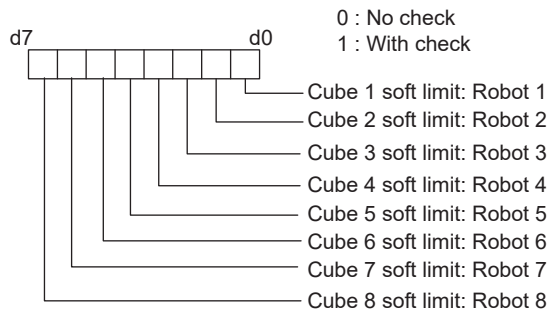 0 : No check
1 : With check
d7 d0
Cube 1 soft limit: Robot 1
Cube 2 soft limit: Robot 2
Cube 3 soft limit: Robot 3
Cube 4 soft limit: Robot 4
Cube 5 soft limit: Robot 5
Cube 6 soft limit: Robot 6
Cube 7 soft limit: Robot 7
Cube 8 soft limit: Robot 8